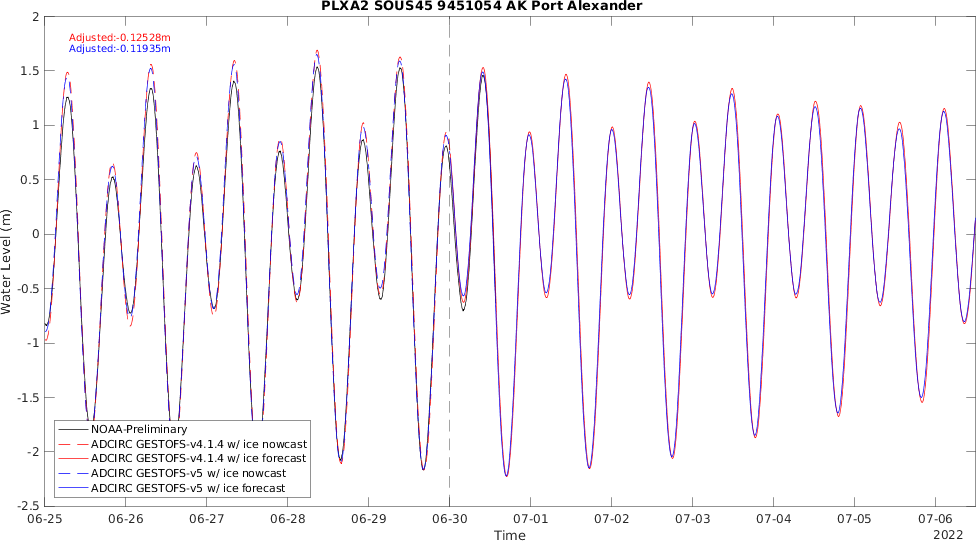 PLXA2 SOUS45 9451054 AK Port Alexander
Adjusted:-0.12528m
Adjusted:-0.11935m
2
1.5
1
0.5
0
-0.5
-1
-1.5
-2
-2.5
Water Level (m)
NOAA-Preliminary
ADCIRC GESTOFS-v4.1.4 w/ ice nowcast
ADCIRC GESTOFS-v4.1.4 w/ ice forecast
ADCIRC GESTOFS-v5 w/ ice nowcast
ADCIRC GESTOFS-v5 w/ ice forecast
06-25 06-26 06-27 06-28 06-29 06-30 07-01 07-02 07-03 07-04 07-05 07-06
Time
2022